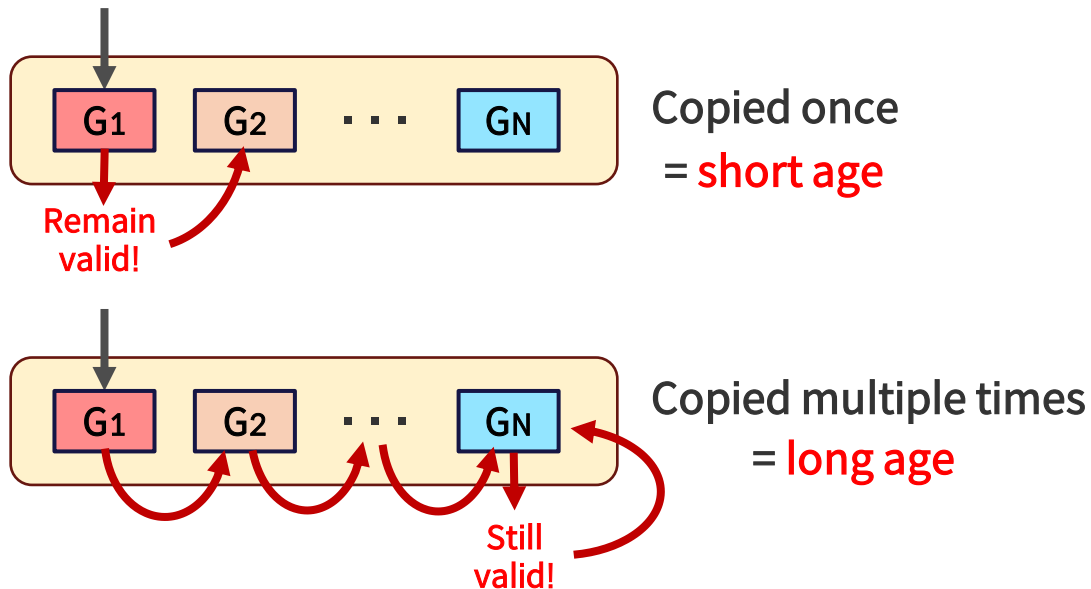 G1 G2 ... GN
Copied once
= short age
Remain
valid!
G1 G2 ... GN
Copied multiple times
= long age
Still
valid!